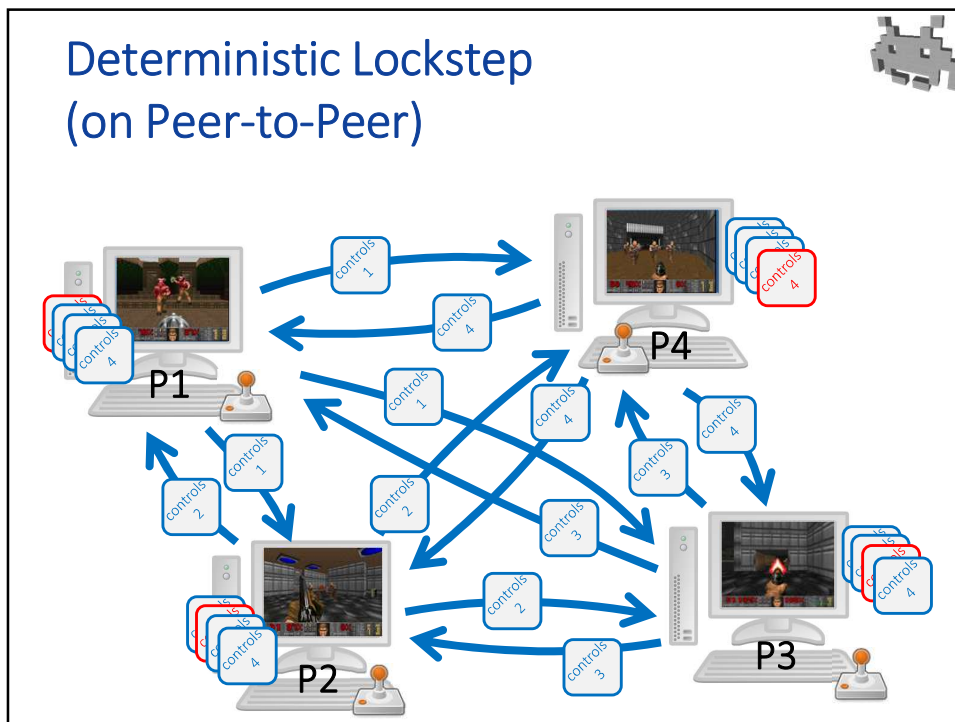 Deterministic Lockstep
(on Peer-to-Peer)
controls
1
controls
4
controls
4
controls
4
P1
P4
controls
1
controls
4
controls
1
controls
2
controls
2
controls
3
controls
3
controls
4
controls
4
controls
2
controls
3
controls
4
P2
P3